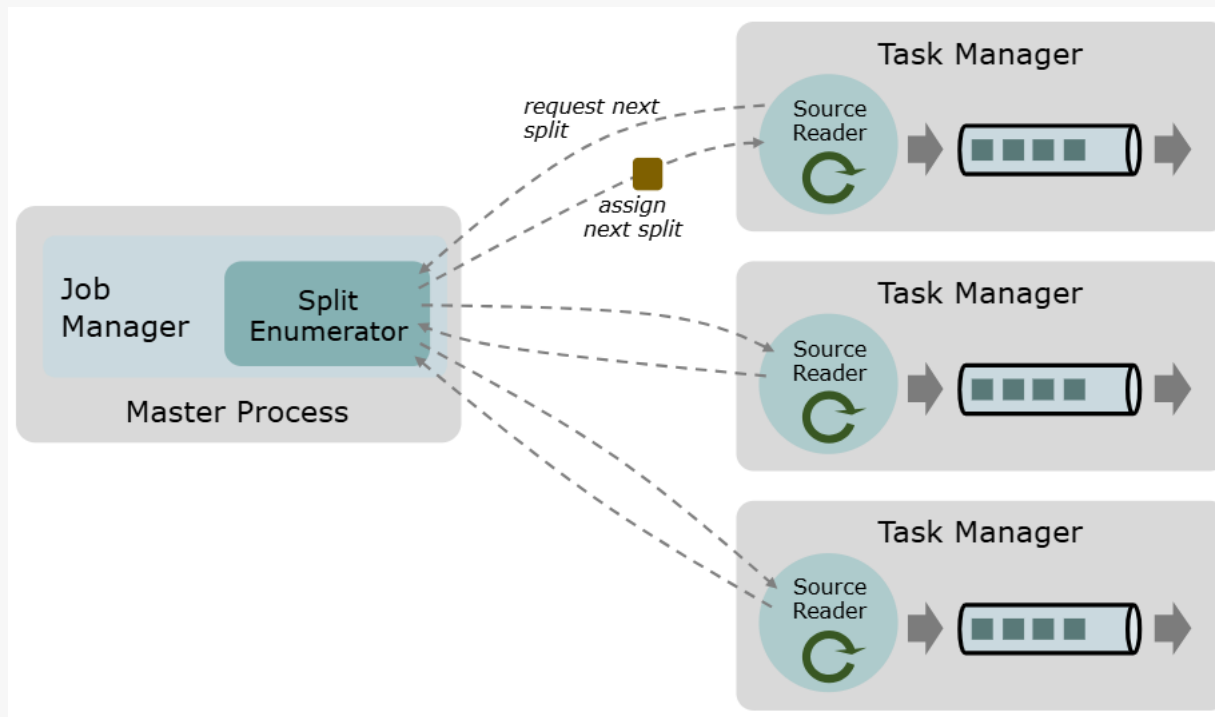 Task Manager
request next
split
Source
Reader
assign
next split
Job
Manager
Split
Enumerator
Master Process
Task Manager
Source
Reader
Task Manager
Source
Reader